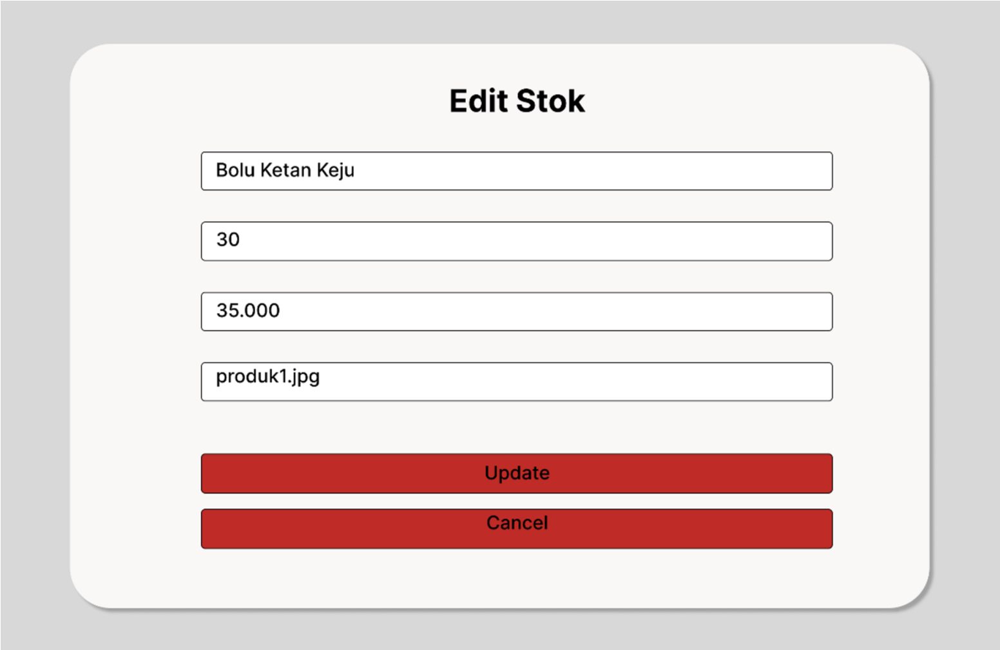 Edit Stok
Bolu Ketan Keju
30
35.000
produk1.jpg
Update
Cancel